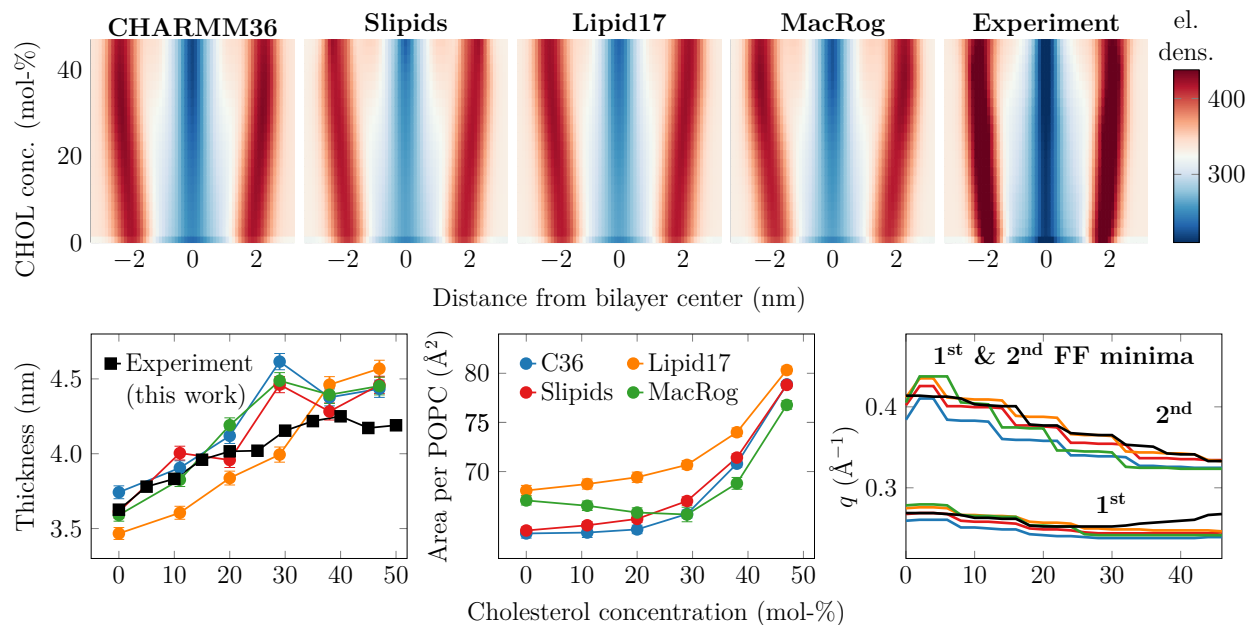 CHARMM36 Slipids Lipid17 MacRog Experiment el.
dens.
CHOL conc. (mol-%)
40
20
0
−2 0 2 −2 0 2 −2 0 2 −2 0 2 −2 0 2
400
300
Distance from bilayer center (nm)
Thickness (nm)
4.5
4.0
3.5
Experiment
(this work)
0 10 20 30 40 50
Area per POPC (Å²)
80
75
70
C36 Lipid17
Slipids MacRog
0 10 20 30 40 50
q (Å⁻¹)
0.4
0.3
1ˢᵗ & 2ⁿᵈ FF minima
2ⁿᵈ
1ˢᵗ
0 10 20 30 40
Cholesterol concentration (mol-%)